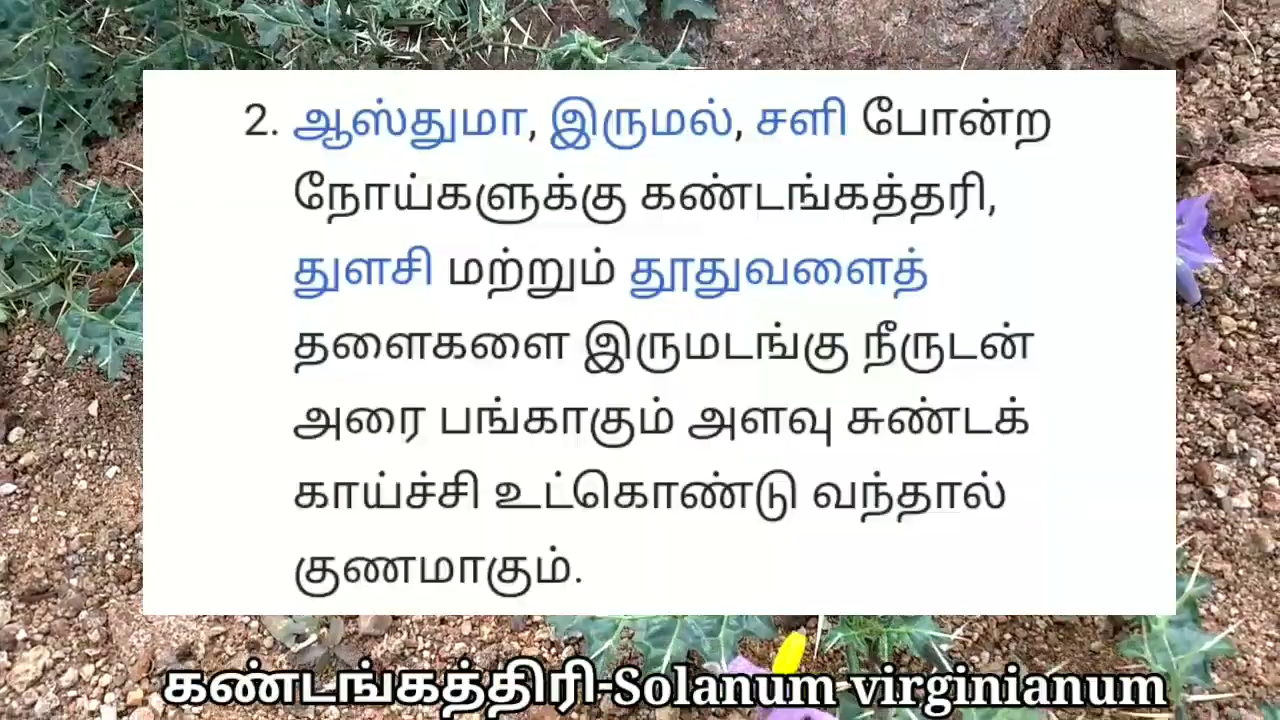 2. ஆஸ்துமா, இருமல், சளி போன்ற
நோய்களுக்கு கண்டங்கத்தரி,
துளசி மற்றும் தூதுவளைத்
தளைகளை இருமடங்கு நீருடன்
அரை பங்காகும் அளவு சுண்டக்
காய்ச்சி உட்கொண்டு வந்தால்
குணமாகும்.
கண்டங்கத்திரி-Solanum virginianum